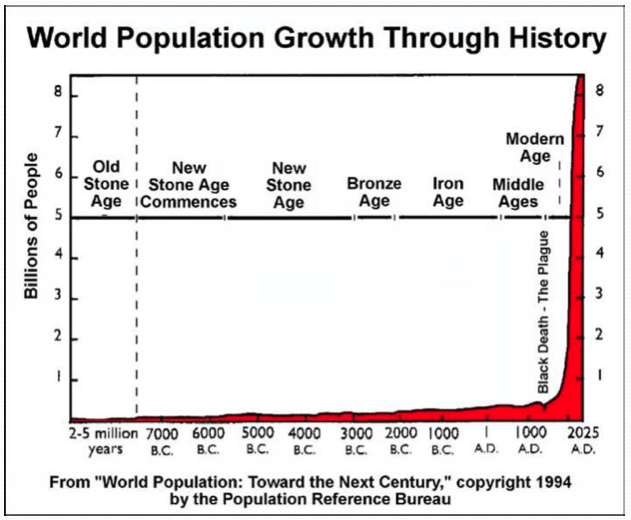 World Population Growth Through History
Billions of People
8
7
6
5
4
3
2
1
Old
Stone
Age
New
Stone Age
Commences
New
Stone
Age
Bronze
Age
Iron
Age
Middle
Ages
Modern
Age
Black Death - The Plague
8
7
6
5
4
3
2
1
2-5 million
years
7000
B.C.
6000
B.C.
5000
B.C.
4000
B.C.
3000
B.C.
2000
B.C.
1000
B.C.
1
A.D.
1000
A.D.
2025
A.D.
From "World Population: Toward the Next Century," copyright 1994
by the Population Reference Bureau